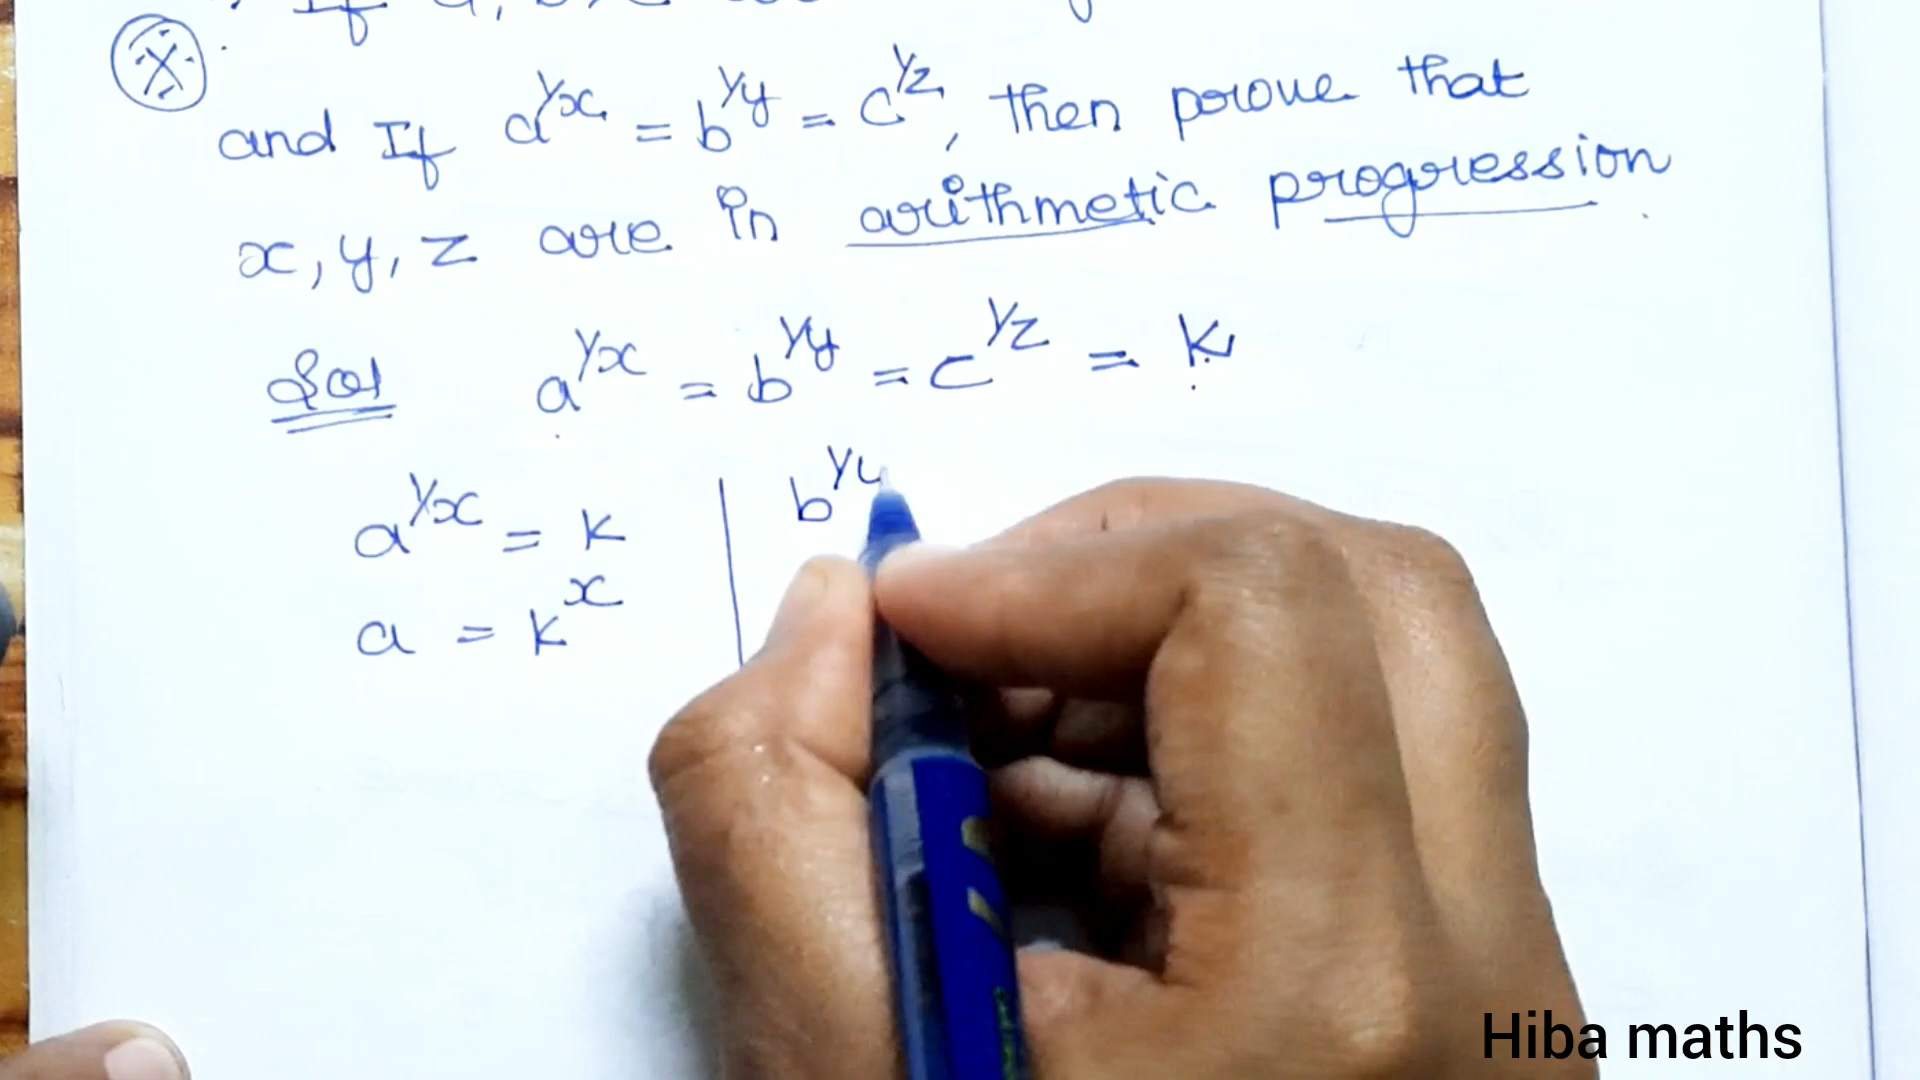 If a, b, c
and If a^1/x = b^1/y = c^1/z, then prove that
x, y, z are in arithmetic progression.
Sol a^1/x = b^1/y = c^1/z = k
a^1/x = k
a = k^x
b^1/y
Hiba maths